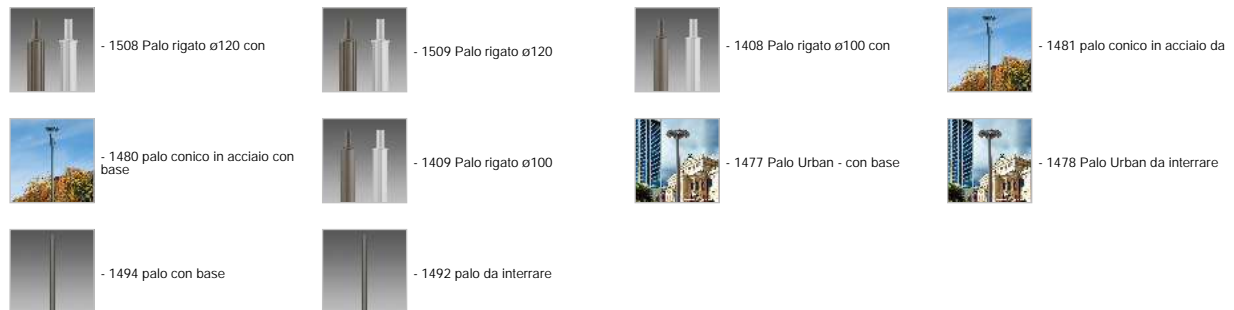 - 1508 Palo rigato ø120 con
- 1509 Palo rigato ø120
- 1408 Palo rigato ø100 con
- 1481 palo conico in acciaio da
- 1480 palo conico in acciaio con
base
- 1409 Palo rigato ø100
- 1477 Palo Urban - con base
- 1478 Palo Urban da interrare
- 1494 palo con base
- 1492 palo da interrare